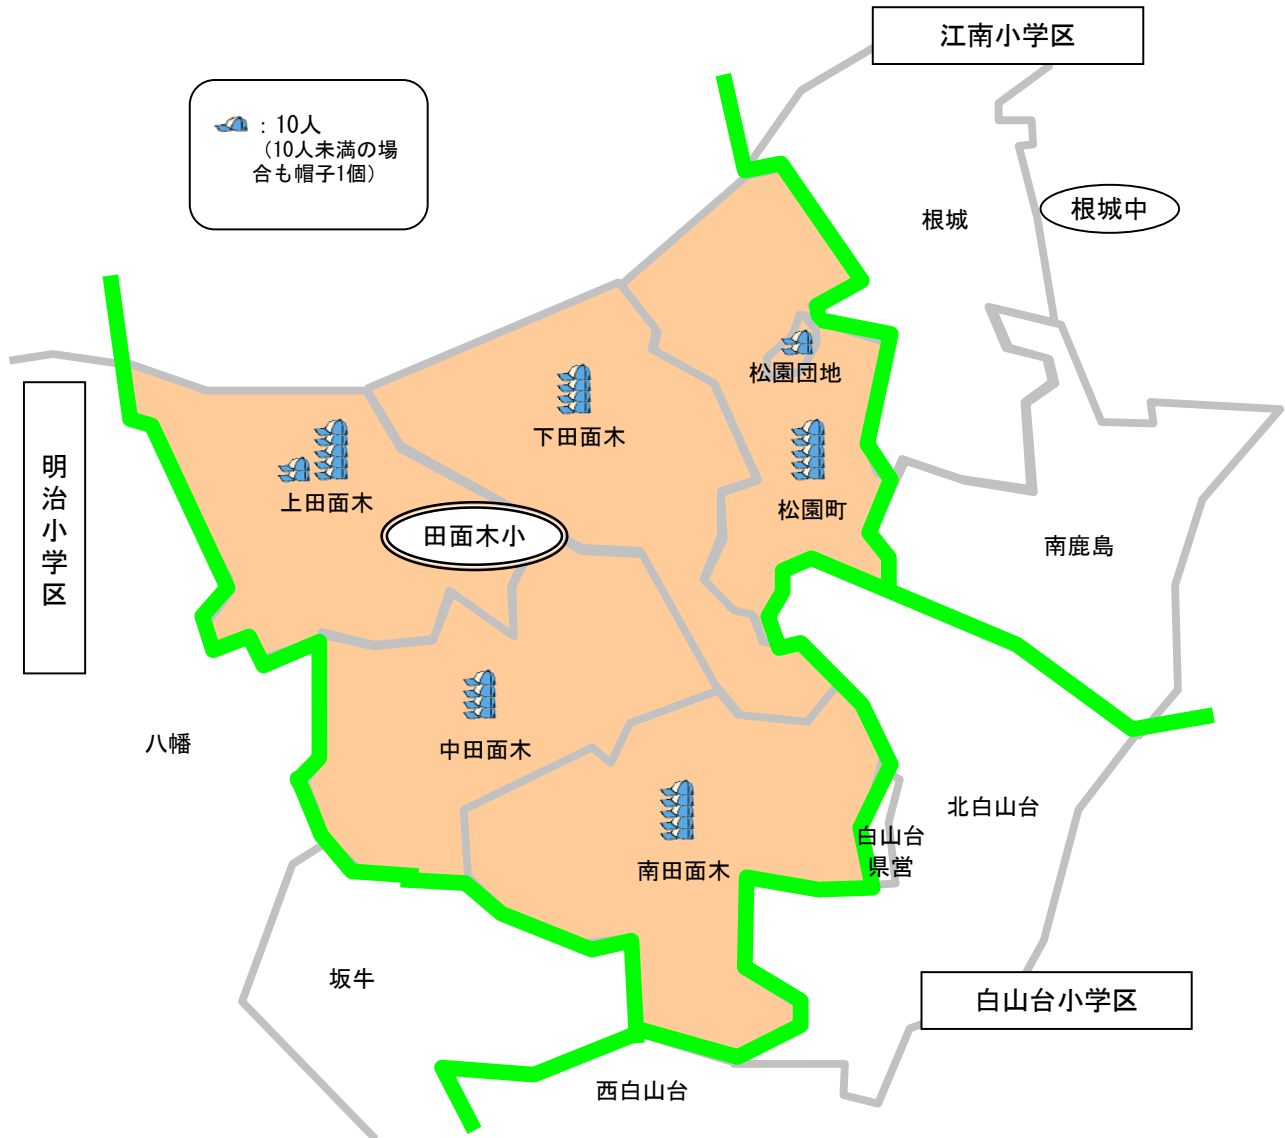 江南小学区
：10人
（10人未満の場
合も帽子1個）
根城中
根城
松園団地
下田面木
明治小学区
上田面木
松園町
田面木小
南鹿島
八幡
中田面木
北白山台
白山台
県営
南田面木
坂牛
白山台小学区
西白山台